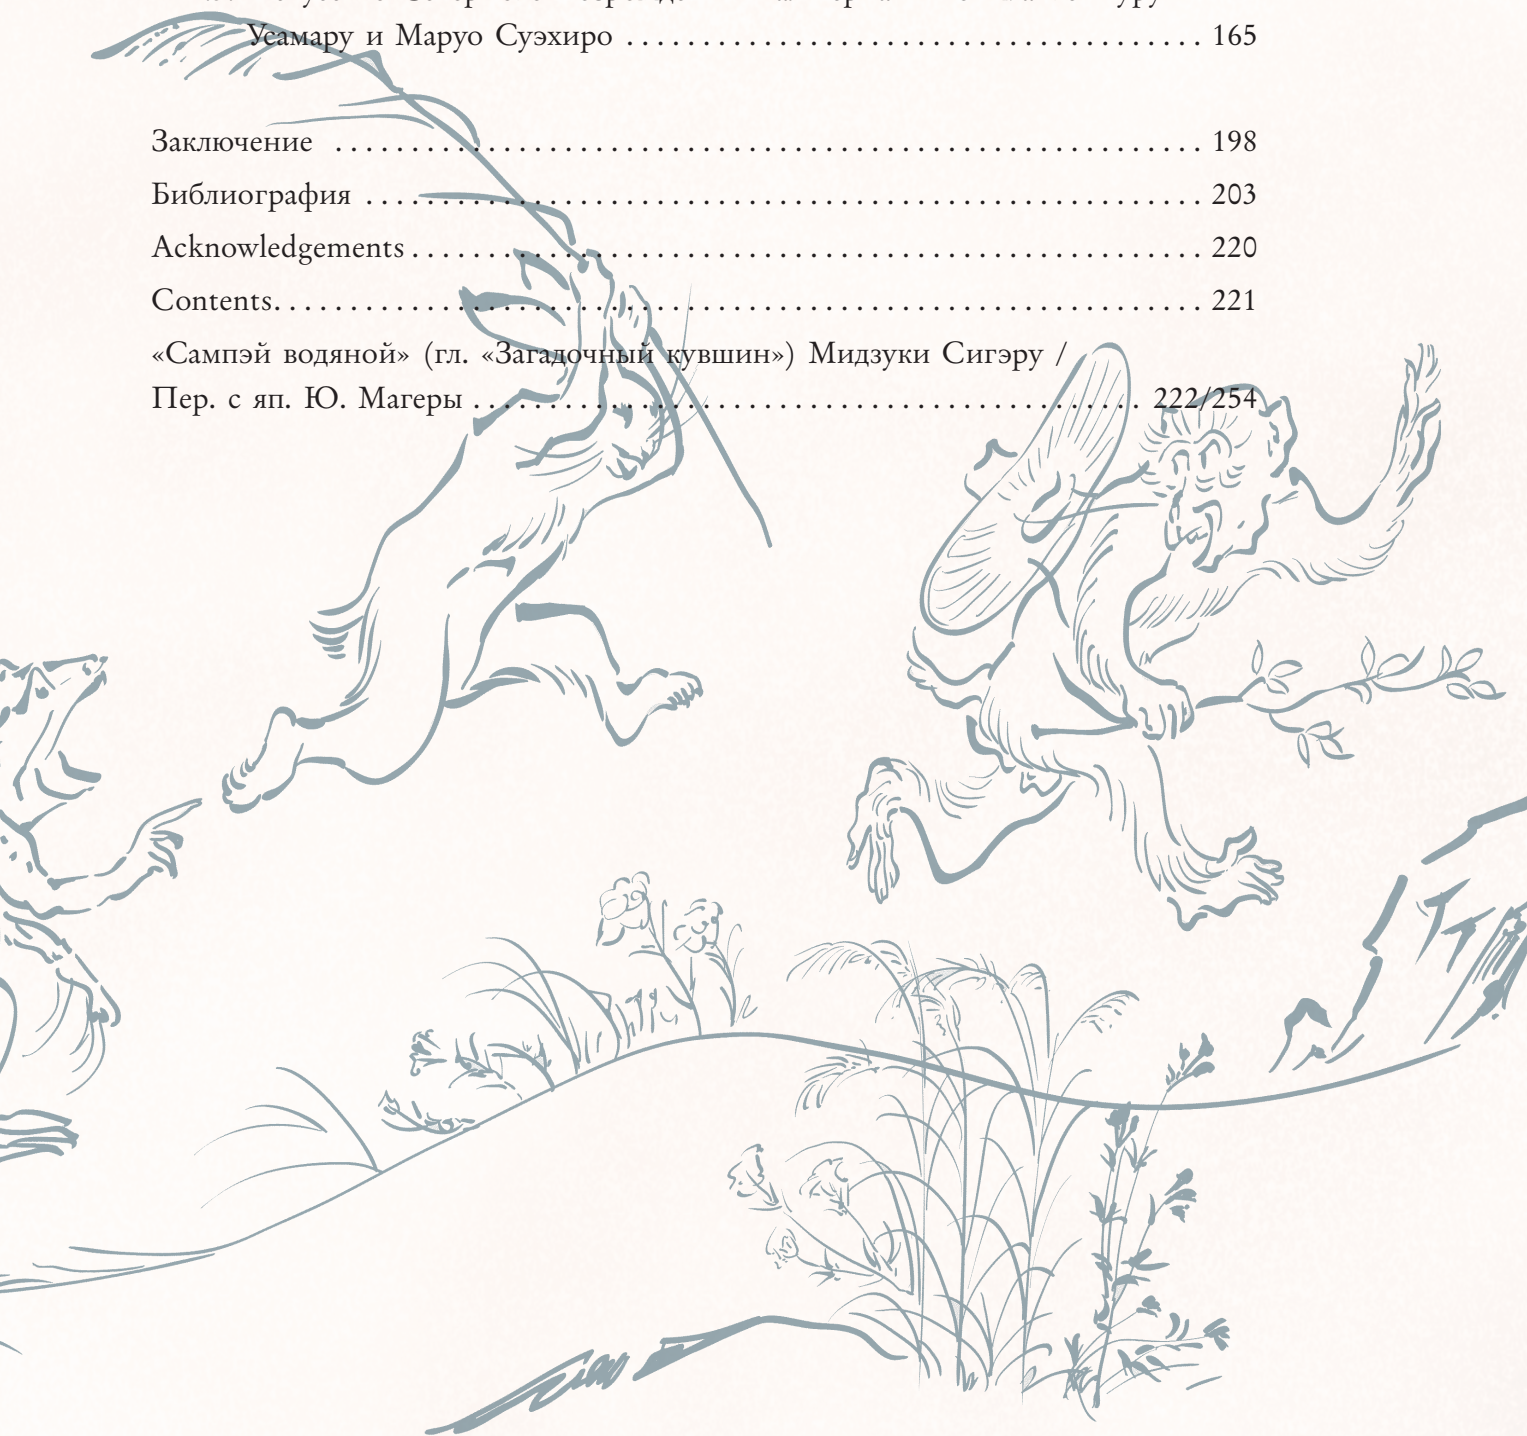 Усамару и Маруо Суэхиро 165
Заключение 198
Библиография 203
Acknowledgements 220
Contents 221
«Сампэй водяной» (гл. «Загадочный кувшин») Мидзуки Сигэру /
Пер. с яп. Ю. Магеры 222/254